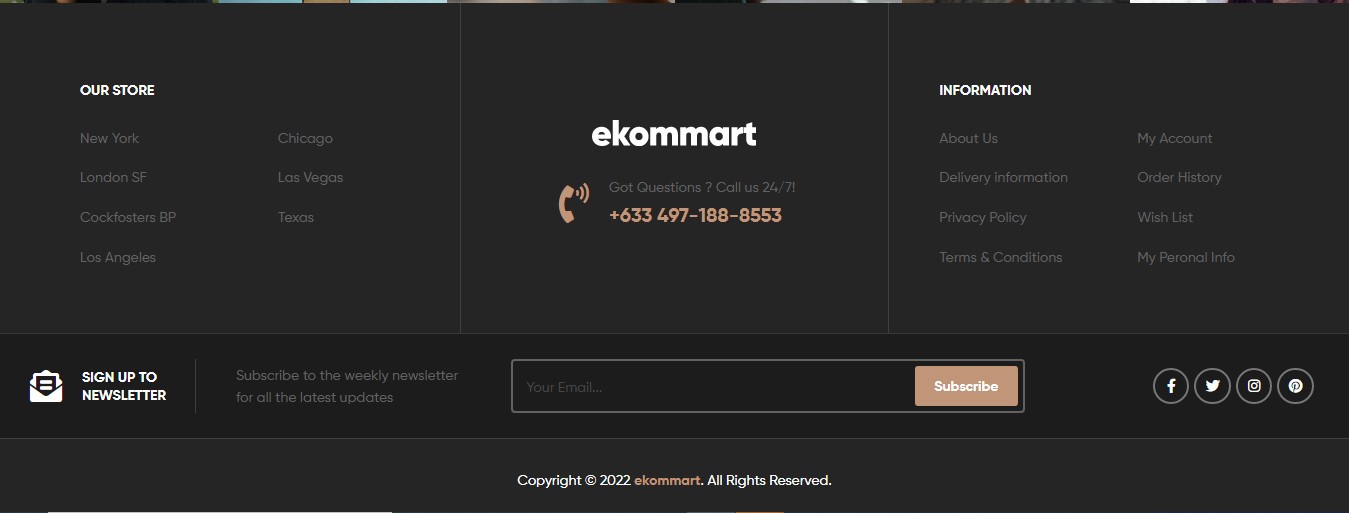 OUR STORE
New York
Chicago
London SF
Las Vegas
Cockfosters BP
Texas
Los Angeles
ekommart
Got Questions ? Call us 24/7!
+633 497-188-8553
INFORMATION
About Us
My Account
Delivery information
Order History
Privacy Policy
Wish List
Terms & Conditions
My Peronal Info
SIGN UP TO
NEWSLETTER
Subscribe to the weekly newsletter
for all the latest updates
Your Email...
Subscribe
Copyright © 2022 ekommart. All Rights Reserved.